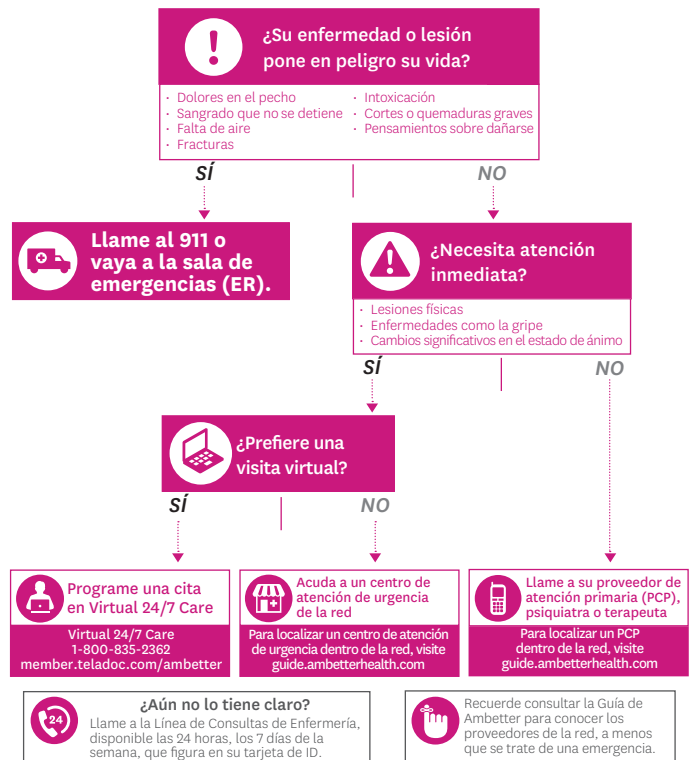 ¿Su enfermedad o lesión
pone en peligro su vida?
· Dolores en el pecho
· Sangrado que no se detiene
· Falta de aire
· Fracturas
· Intoxicación
· Cortes o quemaduras graves
· Pensamientos sobre dañarse
SÍ
NO
Llame al 911 o
vaya a la sala de
emergencias (ER).
¿Necesita atención
inmediata?
· Lesiones físicas
· Enfermedades como la gripe
· Cambios significativos en el estado de ánimo
SÍ
NO
¿Prefiere una
visita virtual?
SÍ
NO
Programe una cita
en Virtual 24/7 Care
Virtual 24/7 Care
1-800-835-2362
member.teladoc.com/ambetter
Acuda a un centro de
atención de urgencia
de la red
Para localizar un centro de atención
de urgencia dentro de la red, visite
guide.ambetterhealth.com
Llame a su proveedor de
atención primaria (PCP),
psiquiatra o terapeuta
Para localizar un PCP
dentro de la red, visite
guide.ambetterhealth.com
24
¿Aún no lo tiene claro?
Llame a la Línea de Consultas de Enfermería,
disponible las 24 horas, los 7 días de la
semana, que figura en su tarjeta de ID.
Recuerde consultar la Guía de
Ambetter para conocer los
proveedores de la red, a menos
que se trate de una emergencia.